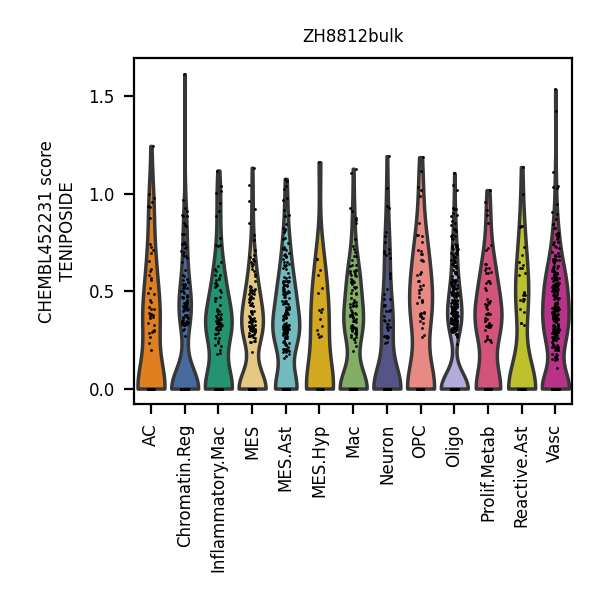 ZH8812bulk
CHEMBL452231 score
TENIPOSIDE
1.5
1.0
0.5
0.0
AC
Chromatin.Reg
Inflammatory.Mac
MES
MES.Ast
MES.Hyp
Mac
Neuron
OPC
Oligo
Prolif.Metab
Reactive.Ast
Vasc